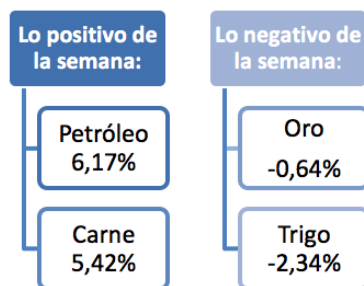 Lo positivo de
la semana:
Petróleo
6,17%
Carne
5,42%
Lo negativo de
la semana:
Oro
-0,64%
Trigo
-2,34%